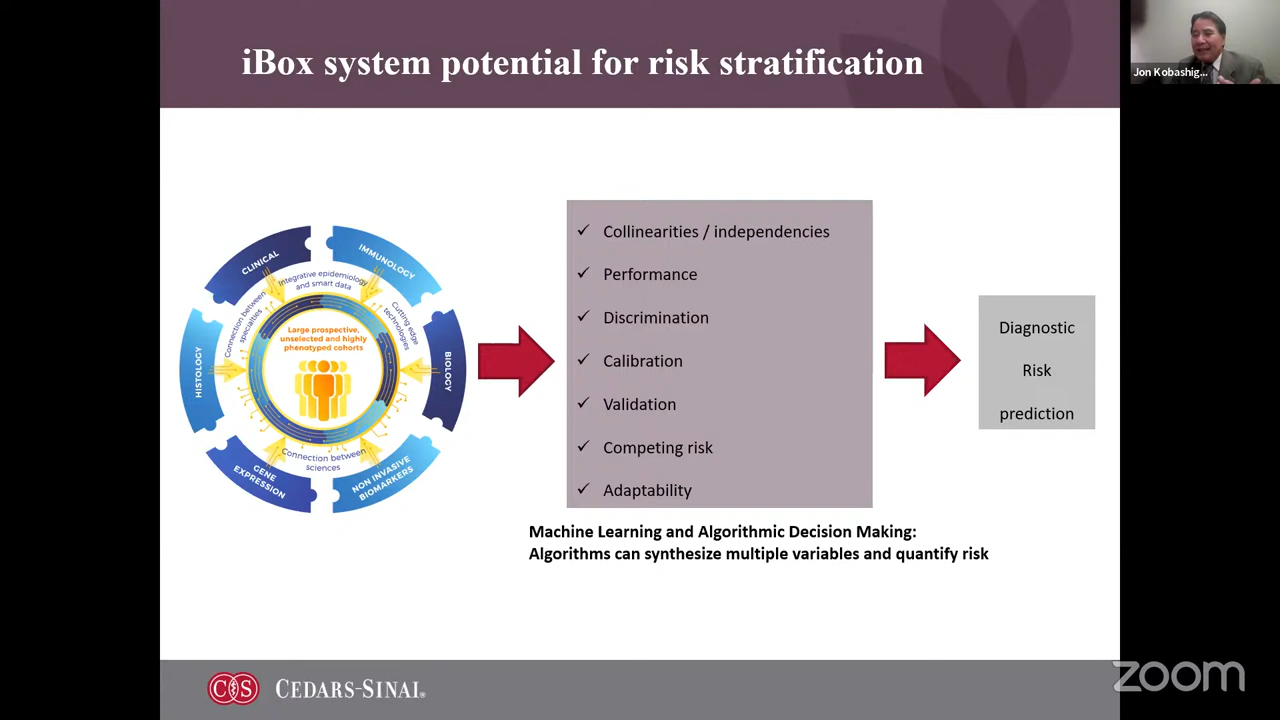 iBox system potential for risk stratification
Jon Kobashig...
CLINICAL
IMMUNOLOGY
BIOLOGY
NON INVASIVE
BIOMARKERS
GENE
EXPRESSION
HISTOLOGY
Integrative epidemiology
and smart data
Cutting edge
technologies
Connection between
sciences
Connection between
specialties
Large prospective,
unselected and highly
phenotyped cohorts
✓ Collinearities / independencies
✓ Performance
✓ Discrimination
✓ Calibration
✓ Validation
✓ Competing risk
✓ Adaptability
Diagnostic
Risk
prediction
Machine Learning and Algorithmic Decision Making:
Algorithms can synthesize multiple variables and quantify risk
CS
CEDARS-SINAI®
zoom